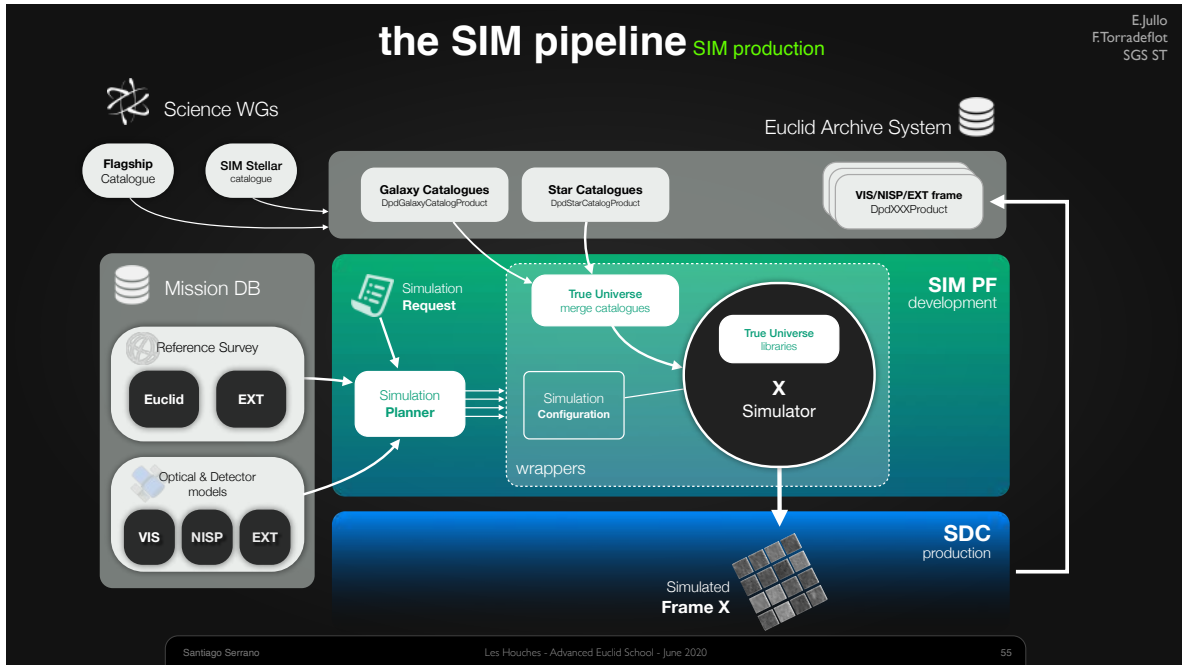 the SIM pipeline SIM production
E.Jullo
F.Torradeflot
SGS ST
Science WGs
Euclid Archive System
Flagship
Catalogue
SIM Stellar
catalogue
Galaxy Catalogues
DpdGalaxyCatalogProduct
Star Catalogues
DpdStarCatalogProduct
VIS/NISP/EXT frame
DpdXXXProduct
Mission DB
Reference Survey
Euclid
EXT
Optical & Detector
models
VIS
NISP
EXT
Simulation
Request
Simulation
Planner
True Universe
merge catalogues
Simulation
Configuration
wrappers
True Universe
libraries
X
Simulator
SIM PF
development
SDC
production
Simulated
Frame X
Santiago Serrano
Les Houches - Advanced Euclid School - June 2020
55